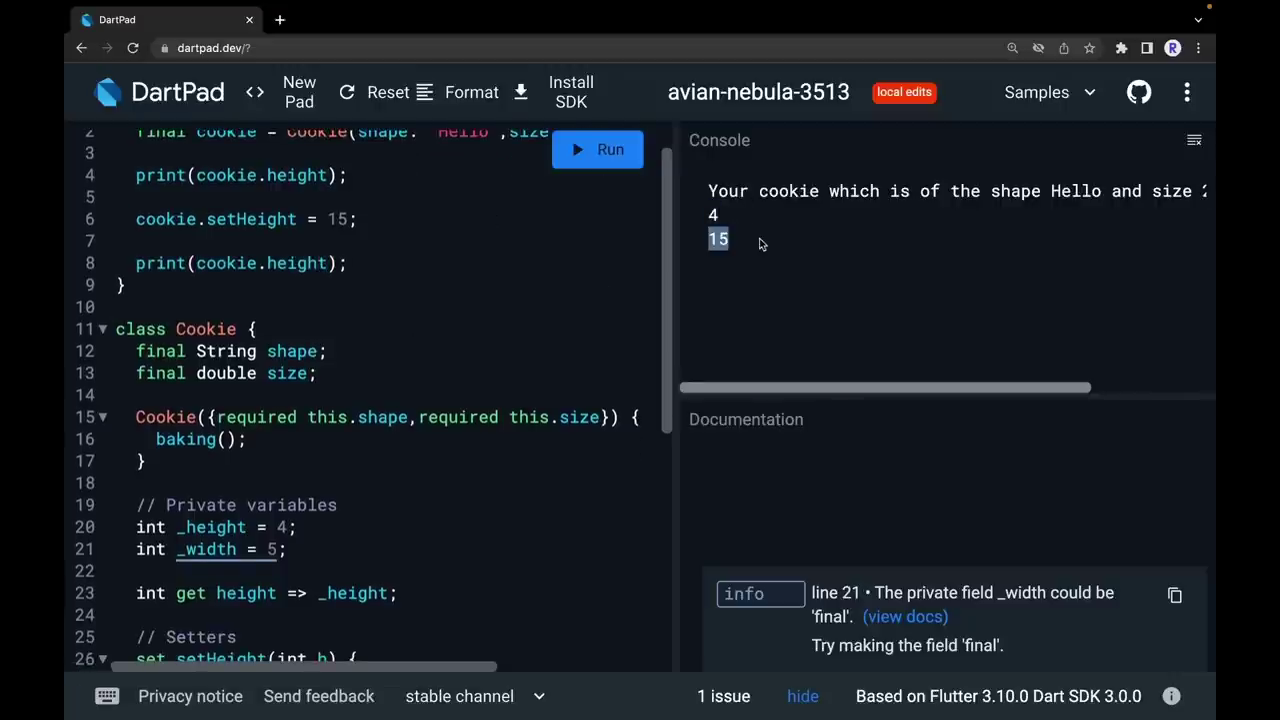 DartPad
dartpad.dev/?
R
DartPad
<> New Pad
Reset
Format
Install SDK
avian-nebula-3513
local edits
Samples
2 final cookie = Cookie(shape: "Hello",size
Run
3
4 print(cookie.height);
5
6 cookie.setHeight = 15;
7
8 print(cookie.height);
9 }
10
11 class Cookie {
12 final String shape;
13 final double size;
14
15 Cookie({required this.shape,required this.size}) {
16 baking();
17 }
18
19 // Private variables
20 int _height = 4;
21 int _width = 5;
22
23 int get height => _height;
24
25 // Setters
26 set setHeight(int h) {
Console
Your cookie which is of the shape Hello and size 2
4
15
Documentation
info
line 21 • The private field _width could be
'final'. (view docs)
Try making the field 'final'.
Privacy notice
Send feedback
stable channel
1 issue
hide
Based on Flutter 3.10.0 Dart SDK 3.0.0